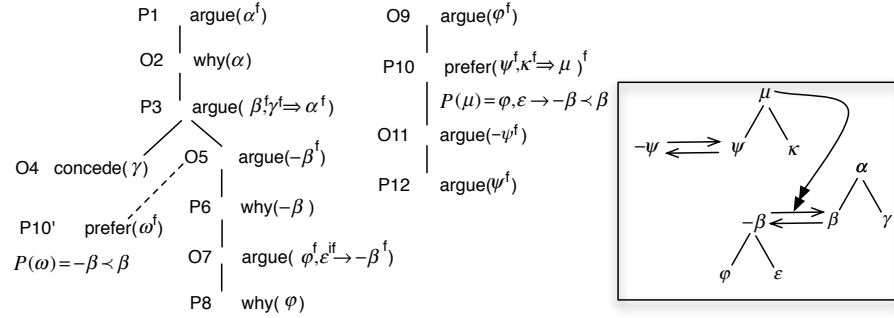 P1 argue(α^f)
O2 why(α)
P3 argue( β^f,γ^f ⇒ α^f)
O4 concede(γ)
O5 argue(-β^f)
P10' prefer(ω^f)
P(ω)= -β ≺ β
P6 why(-β)
O7 argue( φ^f,ε^if → -β^f)
P8 why( φ)
O9 argue(φ^f)
P10 prefer(ψ^f,κ^f ⇒ μ)^f
P(μ)= φ,ε → -β ≺ β
O11 argue(-ψ^f)
P12 argue(ψ^f)
μ
-ψ ψ κ
α
-β β γ
φ ε